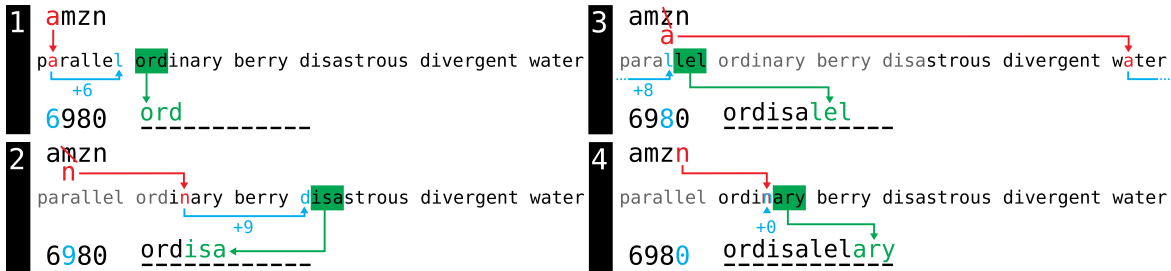 1
amzn
parallel ordinary berry disastrous divergent water
+6
6980
ord
2
amzn
n
parallel ordinary berry disastrous divergent water
+9
6980
ordisa
3
amzn
a
parallel ordinary berry disastrous divergent water
+8
6980
ordisalel
4
amzn
parallel ordinary berry disastrous divergent water
+0
6980
ordisalelary